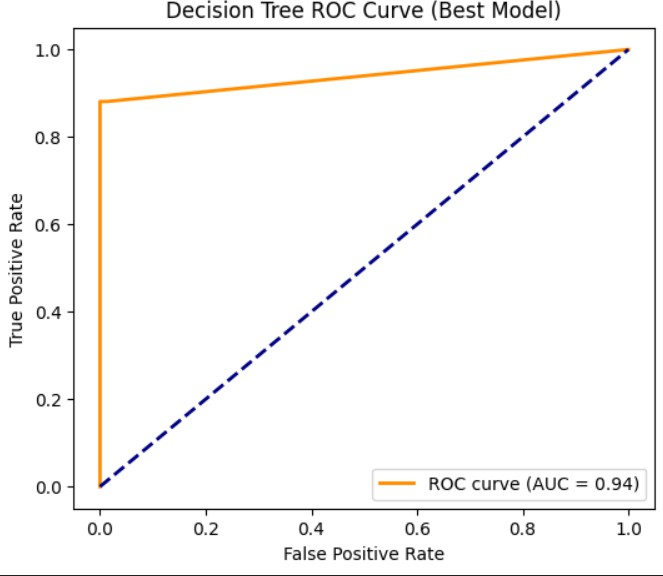 Decision Tree ROC Curve (Best Model)
1.0
0.8
0.6
0.4
0.2
0.0
True Positive Rate
ROC curve (AUC = 0.94)
0.0 0.2 0.4 0.6 0.8 1.0
False Positive Rate